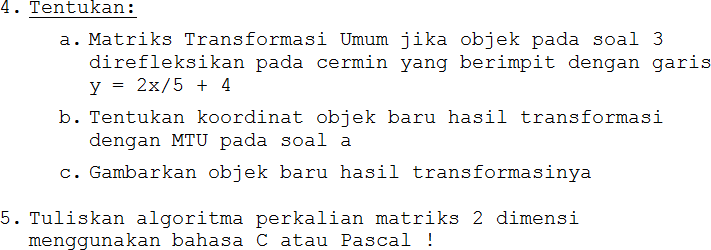 4. Tentukan:
a. Matriks Transformasi Umum jika objek pada soal 3
direfleksikan pada cermin yang berimpit dengan garis
y = 2x/5 + 4
b. Tentukan koordinat objek baru hasil transformasi
dengan MTU pada soal a
c. Gambarkan objek baru hasil transformasinya
5. Tuliskan algoritma perkalian matriks 2 dimensi
menggunakan bahasa C atau Pascal !